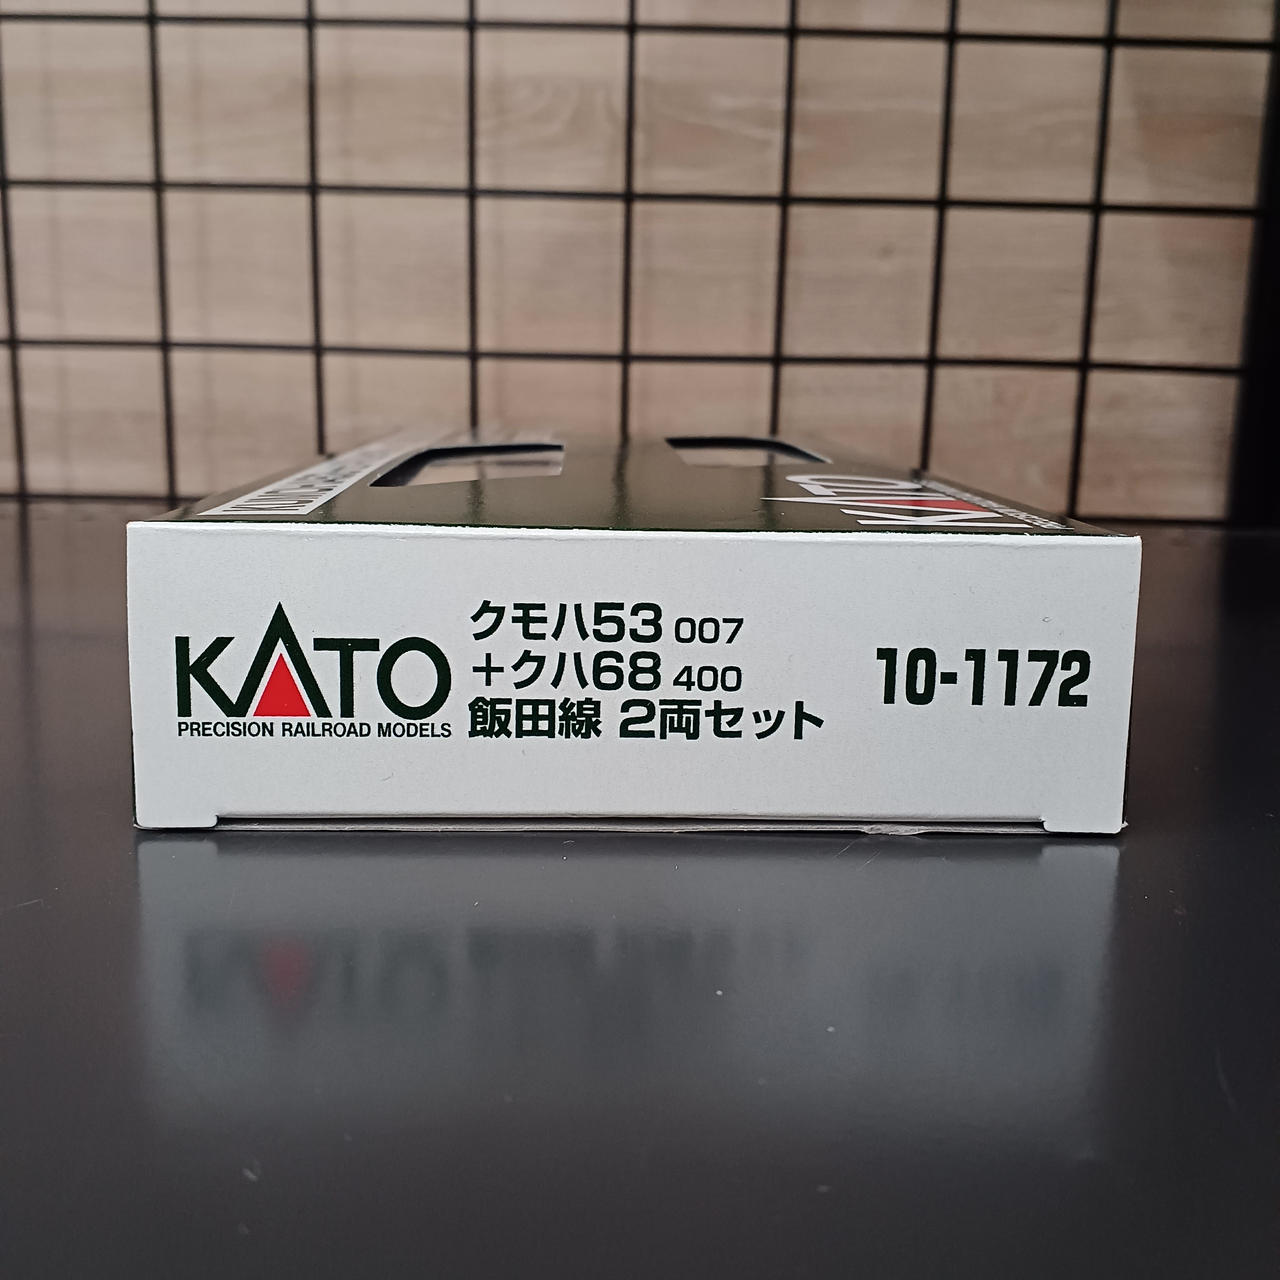 KATO
KATO
PRECISION RAILROAD MODELS
クモハ53 007
+クハ68 400
飯田線 2両セット
10-1172